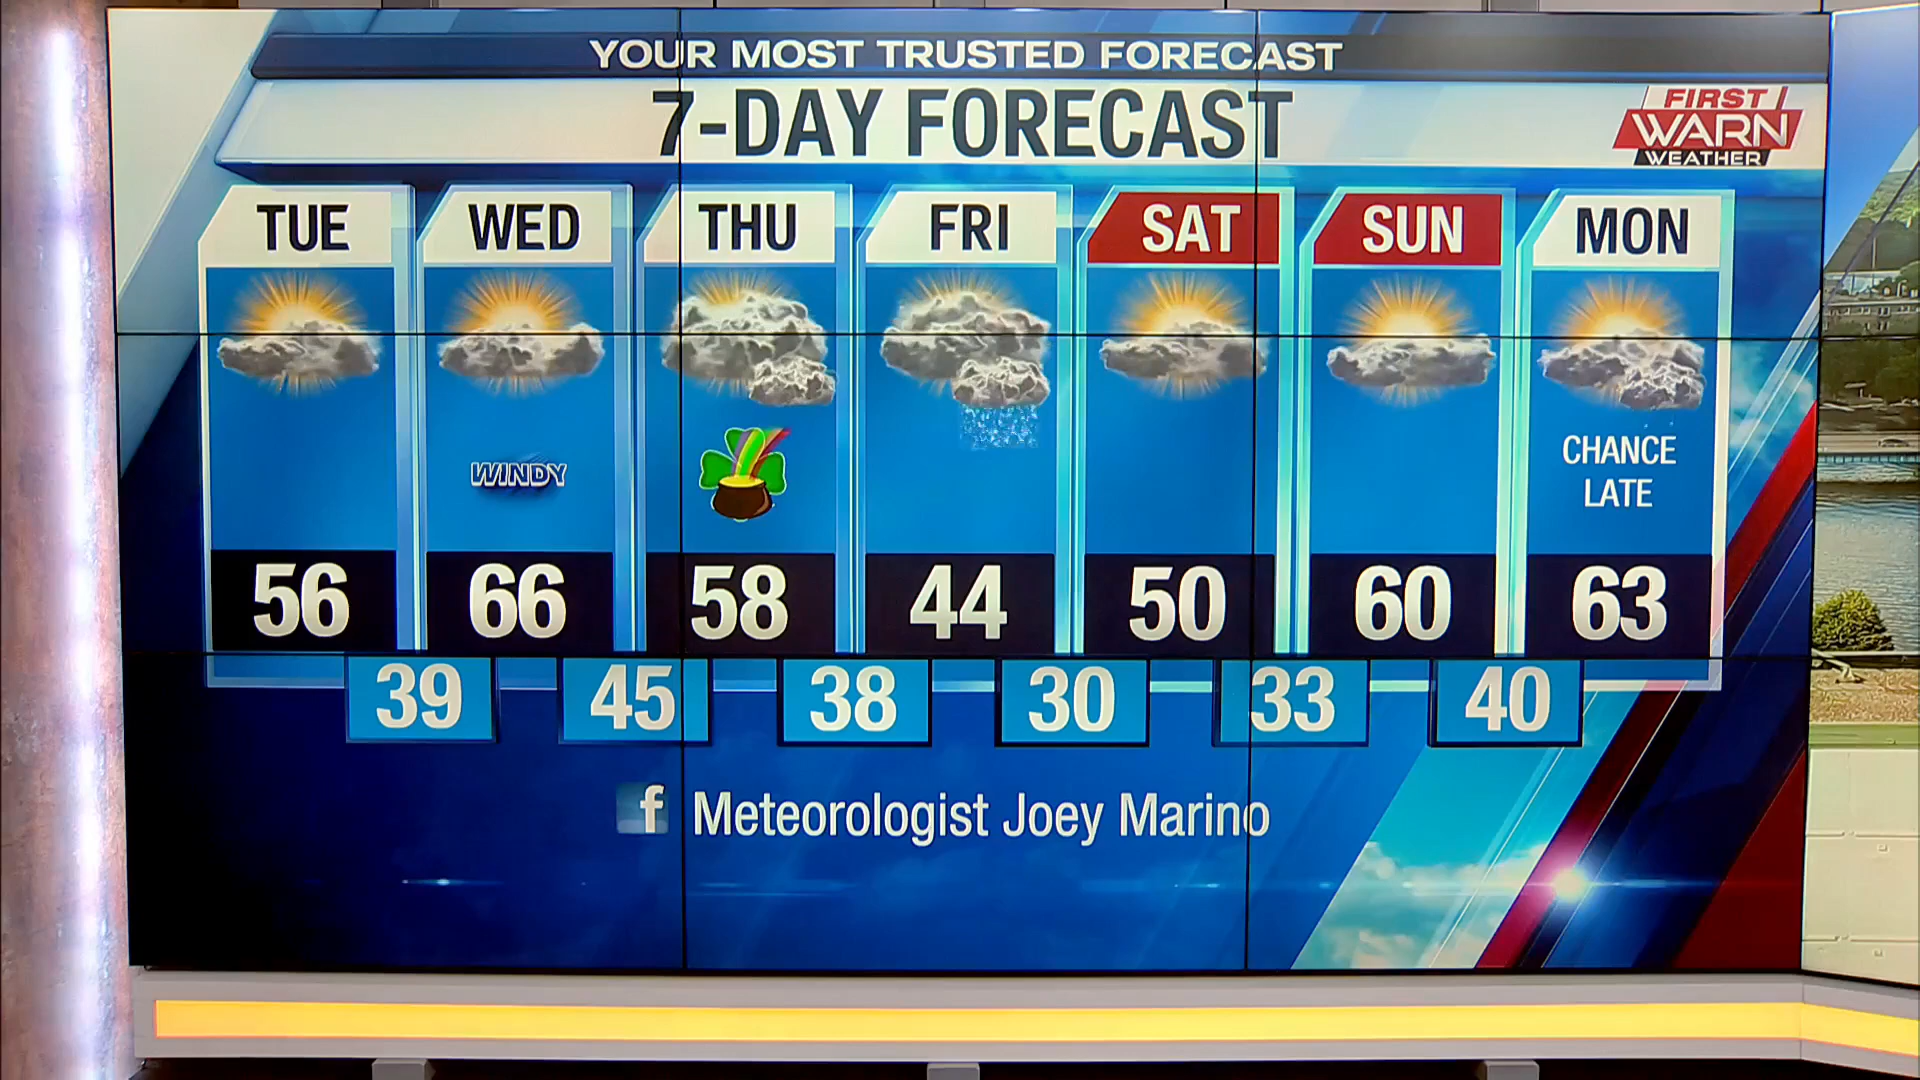 YOUR MOST TRUSTED FORECAST
7-DAY FORECAST
FIRST
WARN
WEATHER
TUE WED THU FRI SAT SUN MON
WINDY
CHANCE
LATE
56 66 58 44 50 60 63
39 45 38 30 33 40
f Meteorologist Joey Marino